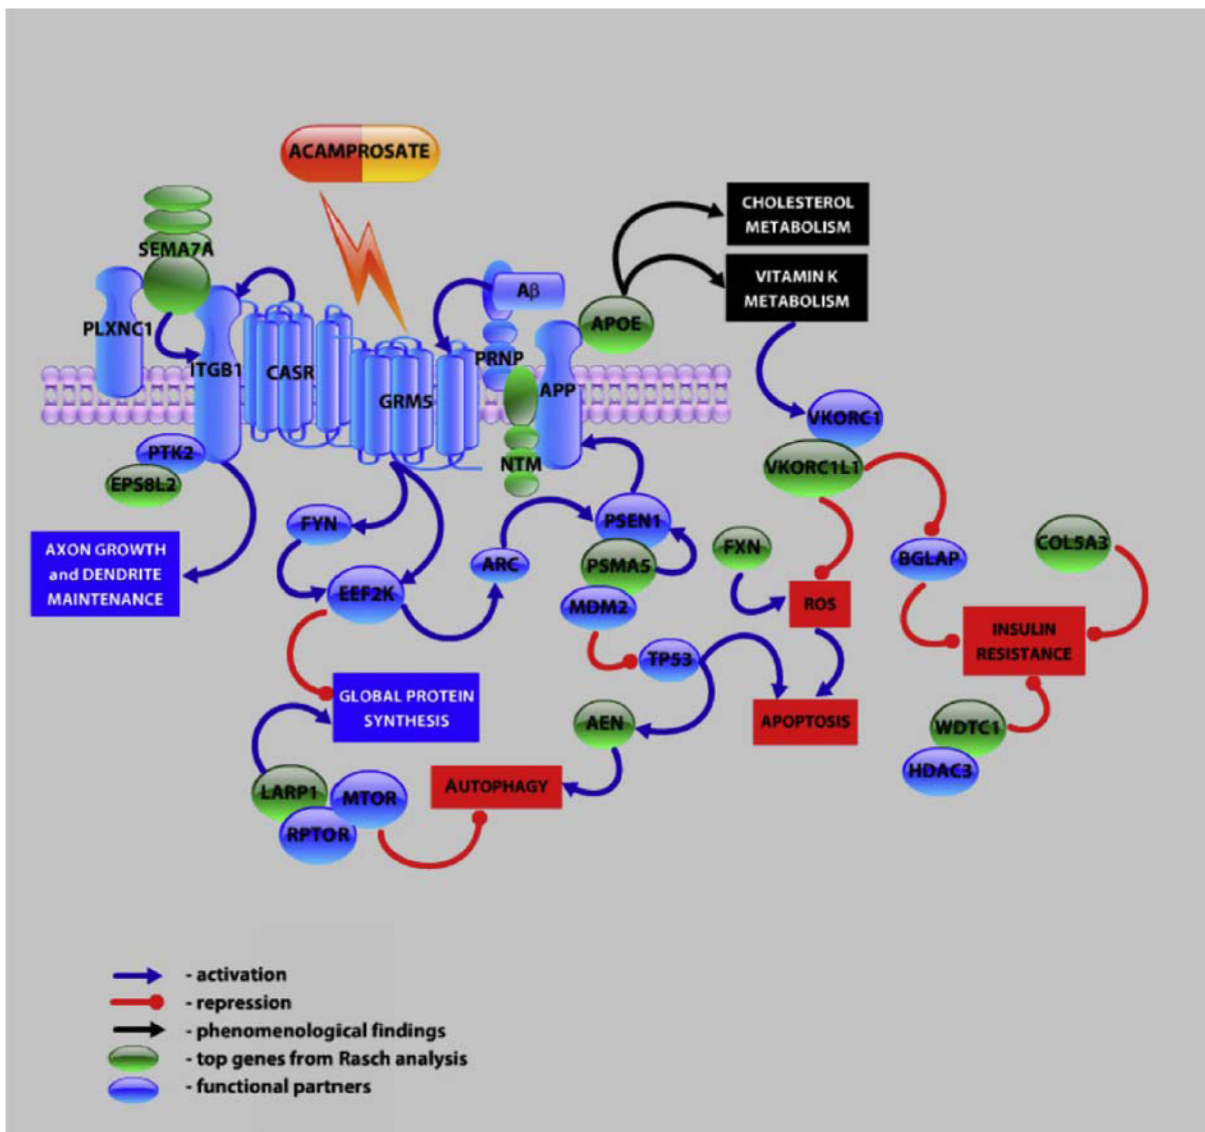 ACAMPROSATE
CHOLESTEROL
METABOLISM
SEMA7A
VITAMIN K
METABOLISM
Aβ
APOE
PLXNC1
PRNP
ITGB1
CASR
GRM5
APP
VKORC1
PTK2
NTM
VKORC1L1
EPS8L2
FYN
PSEN1
AXON GROWTH
and DENDRITE
MAINTENANCE
ARC
PSMA5
FXN
BGLAP
COL5A3
EEF2K
MDM2
ROS
INSULIN
RESISTANCE
TP53
GLOBAL PROTEIN
SYNTHESIS
AEN
APOPTOSIS
WDTC1
HDAC3
LARP1
MTOR
AUTOPHAGY
RPTOR
- activation
- repression
- phenomenological findings
- top genes from Rasch analysis
- functional partners